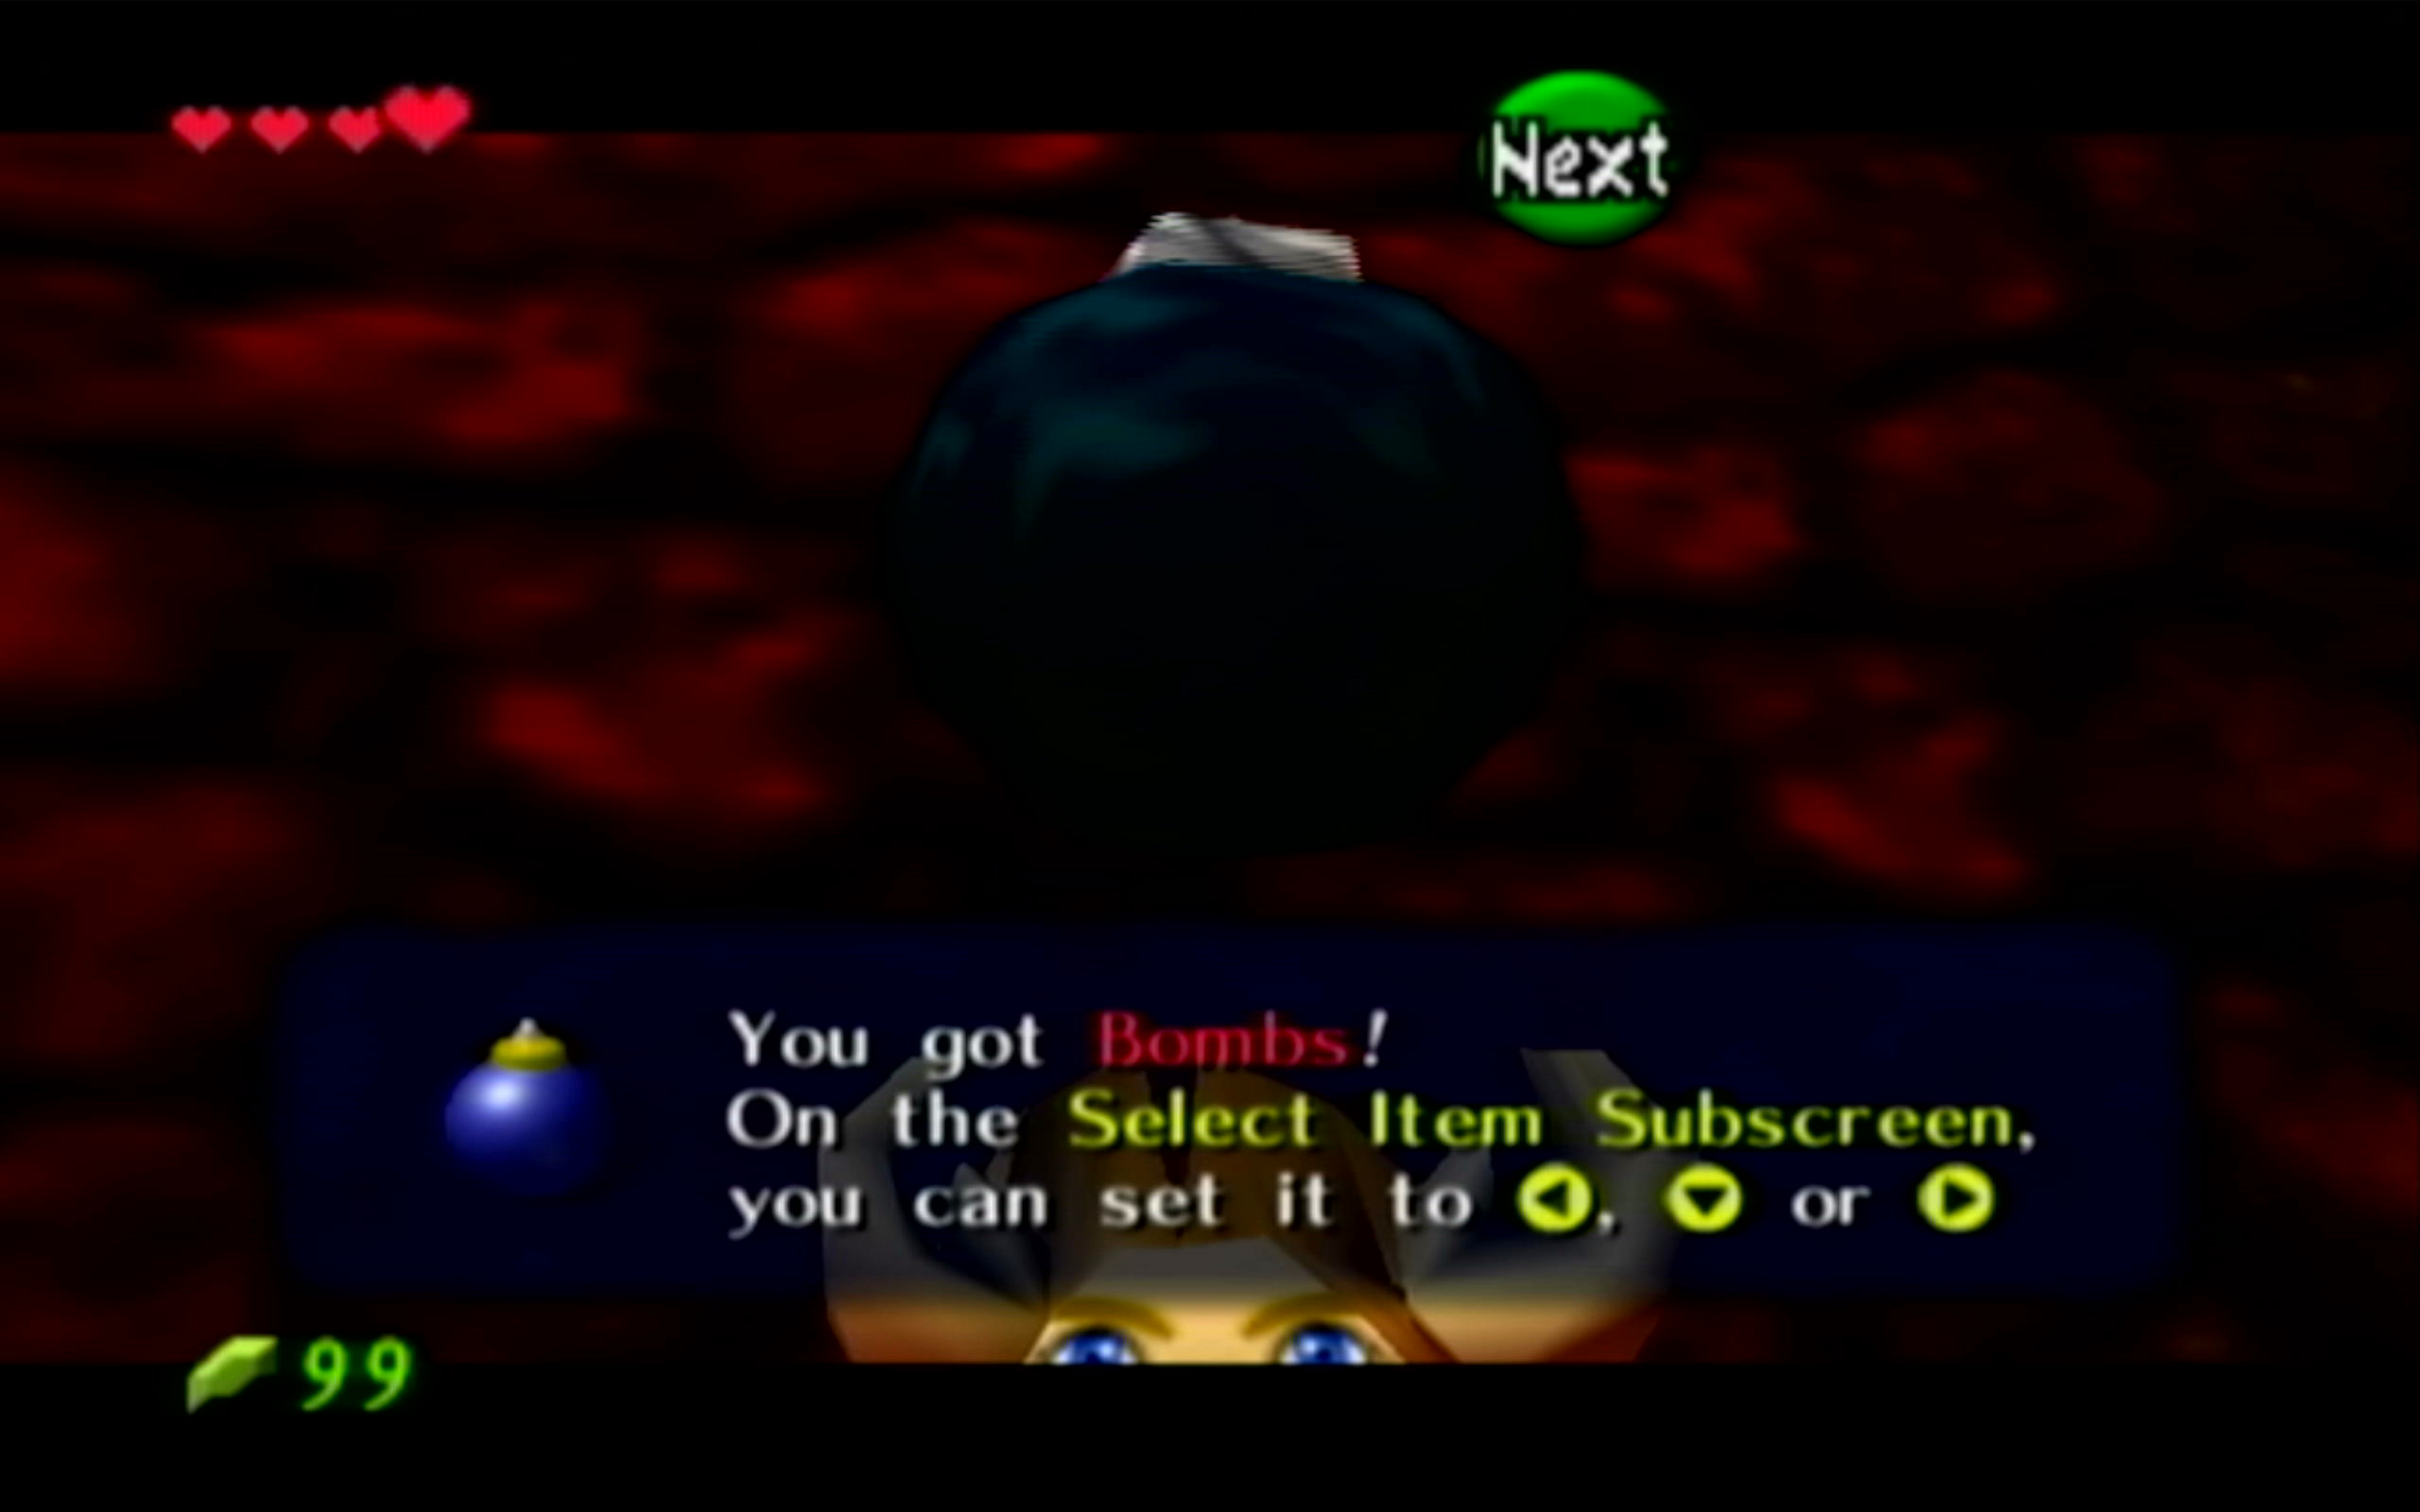 Next
You got Bombs!
On the Select Item Subscreen,
you can set it to ◀, ▼ or ▶
99